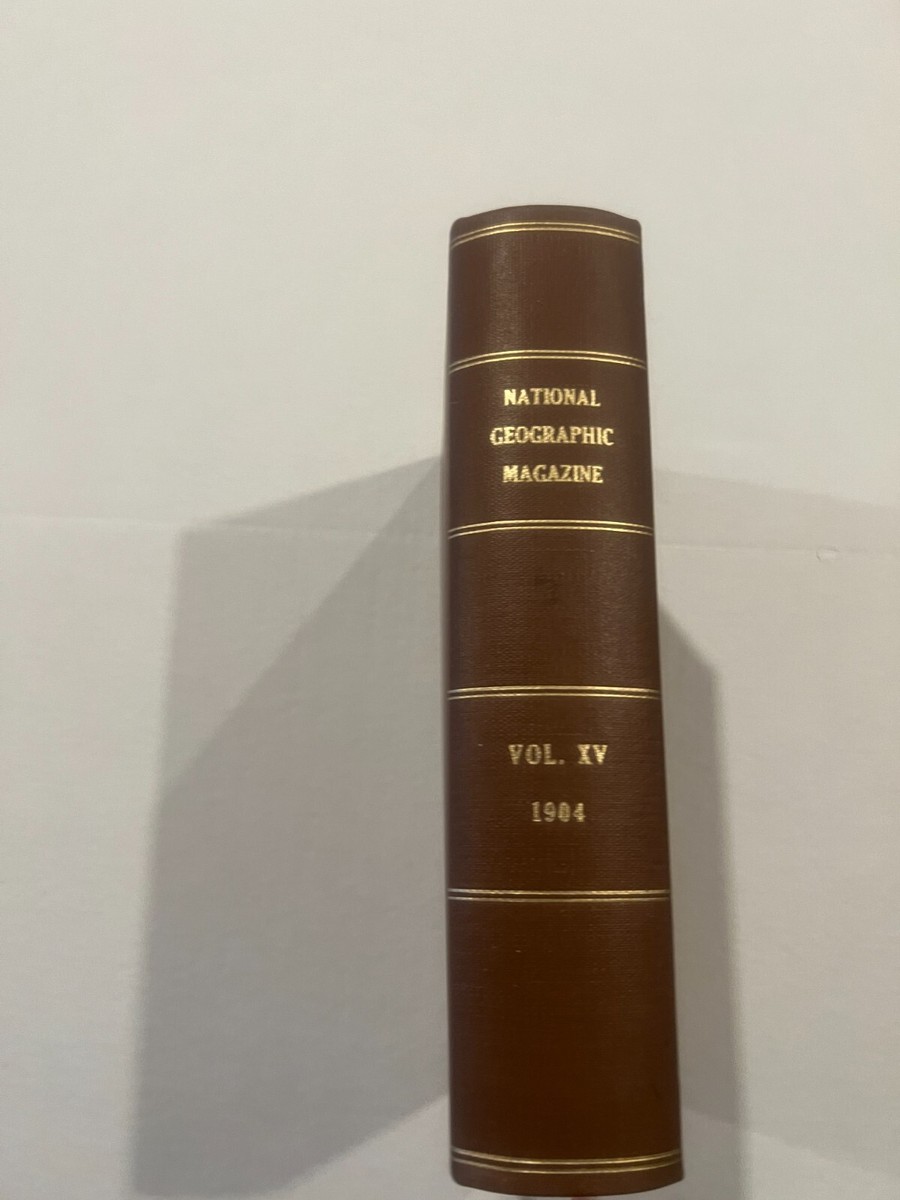 NATIONAL
GEOGRAPHIC
MAGAZINE
VOL. XV
1904